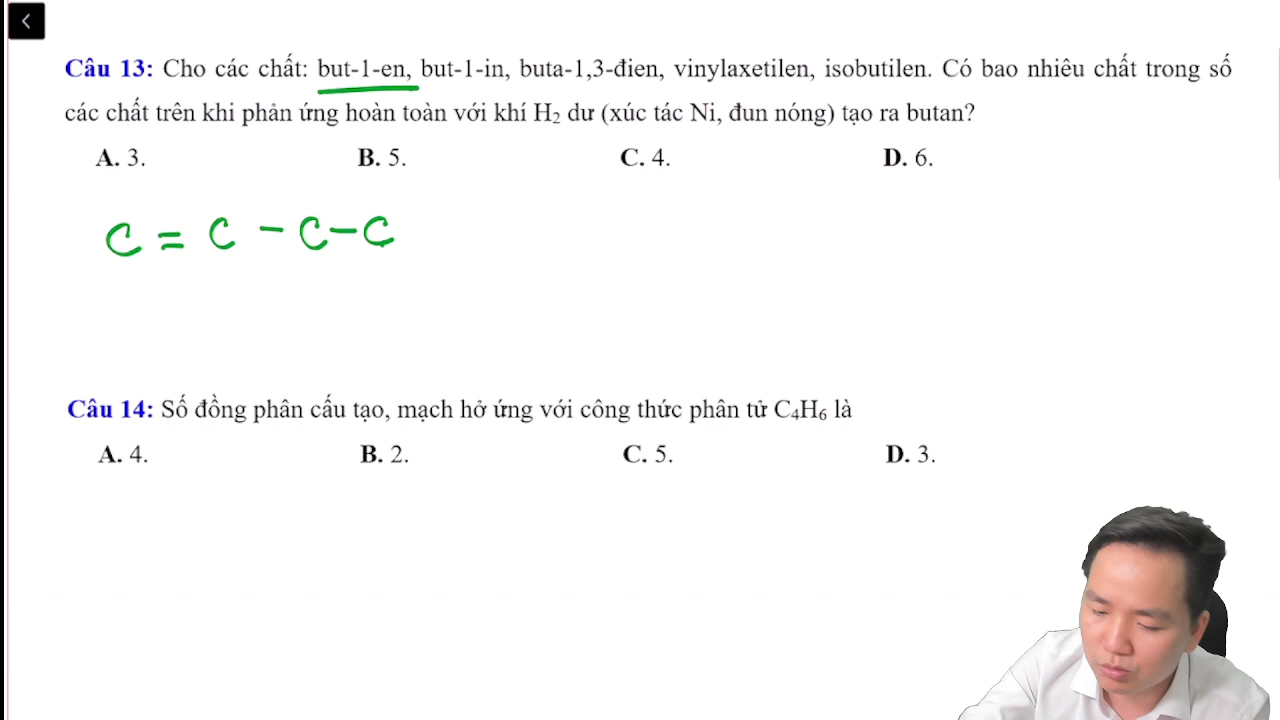 Câu 13: Cho các chất: but-1-en, but-1-in, buta-1,3-đien, vinylaxetilen, isobutilen. Có bao nhiêu chất trong số
các chất trên khi phản ứng hoàn toàn với khí H₂ dư (xúc tác Ni, đun nóng) tạo ra butan?
A. 3. B. 5. C. 4. D. 6.
C = C - C - C
Câu 14: Số đồng phân cấu tạo, mạch hở ứng với công thức phân tử C₄H₆ là
A. 4. B. 2. C. 5. D. 3.